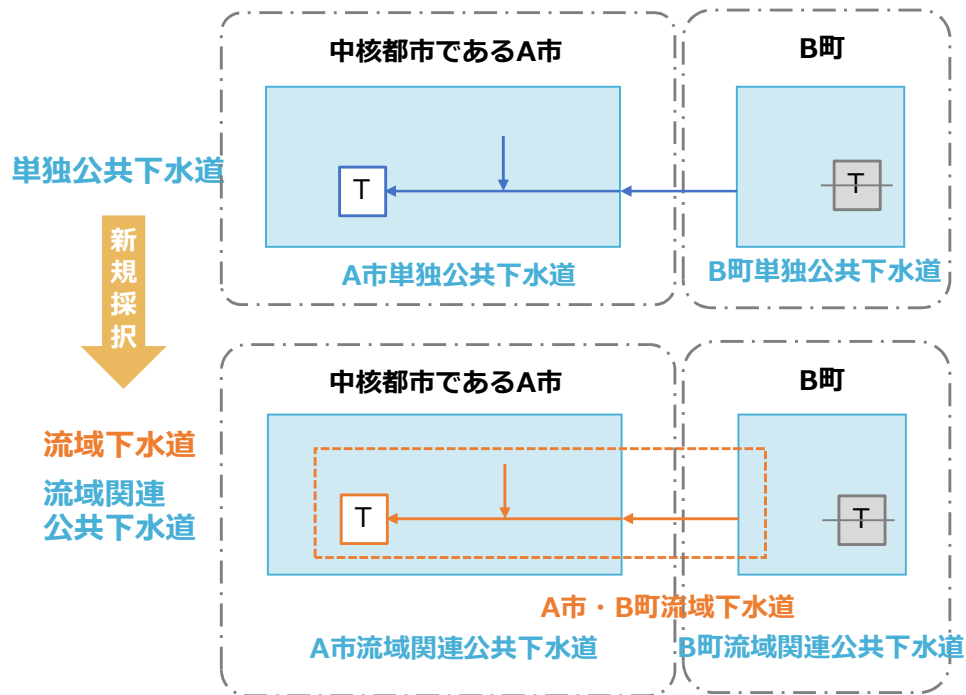 中核都市であるA市
B町
単独公共下水道
T
T
A市単独公共下水道
B町単独公共下水道
新規採択
中核都市であるA市
B町
流域下水道
流域関連
公共下水道
T
T
A市・B町流域下水道
A市流域関連公共下水道
B町流域関連公共下水道